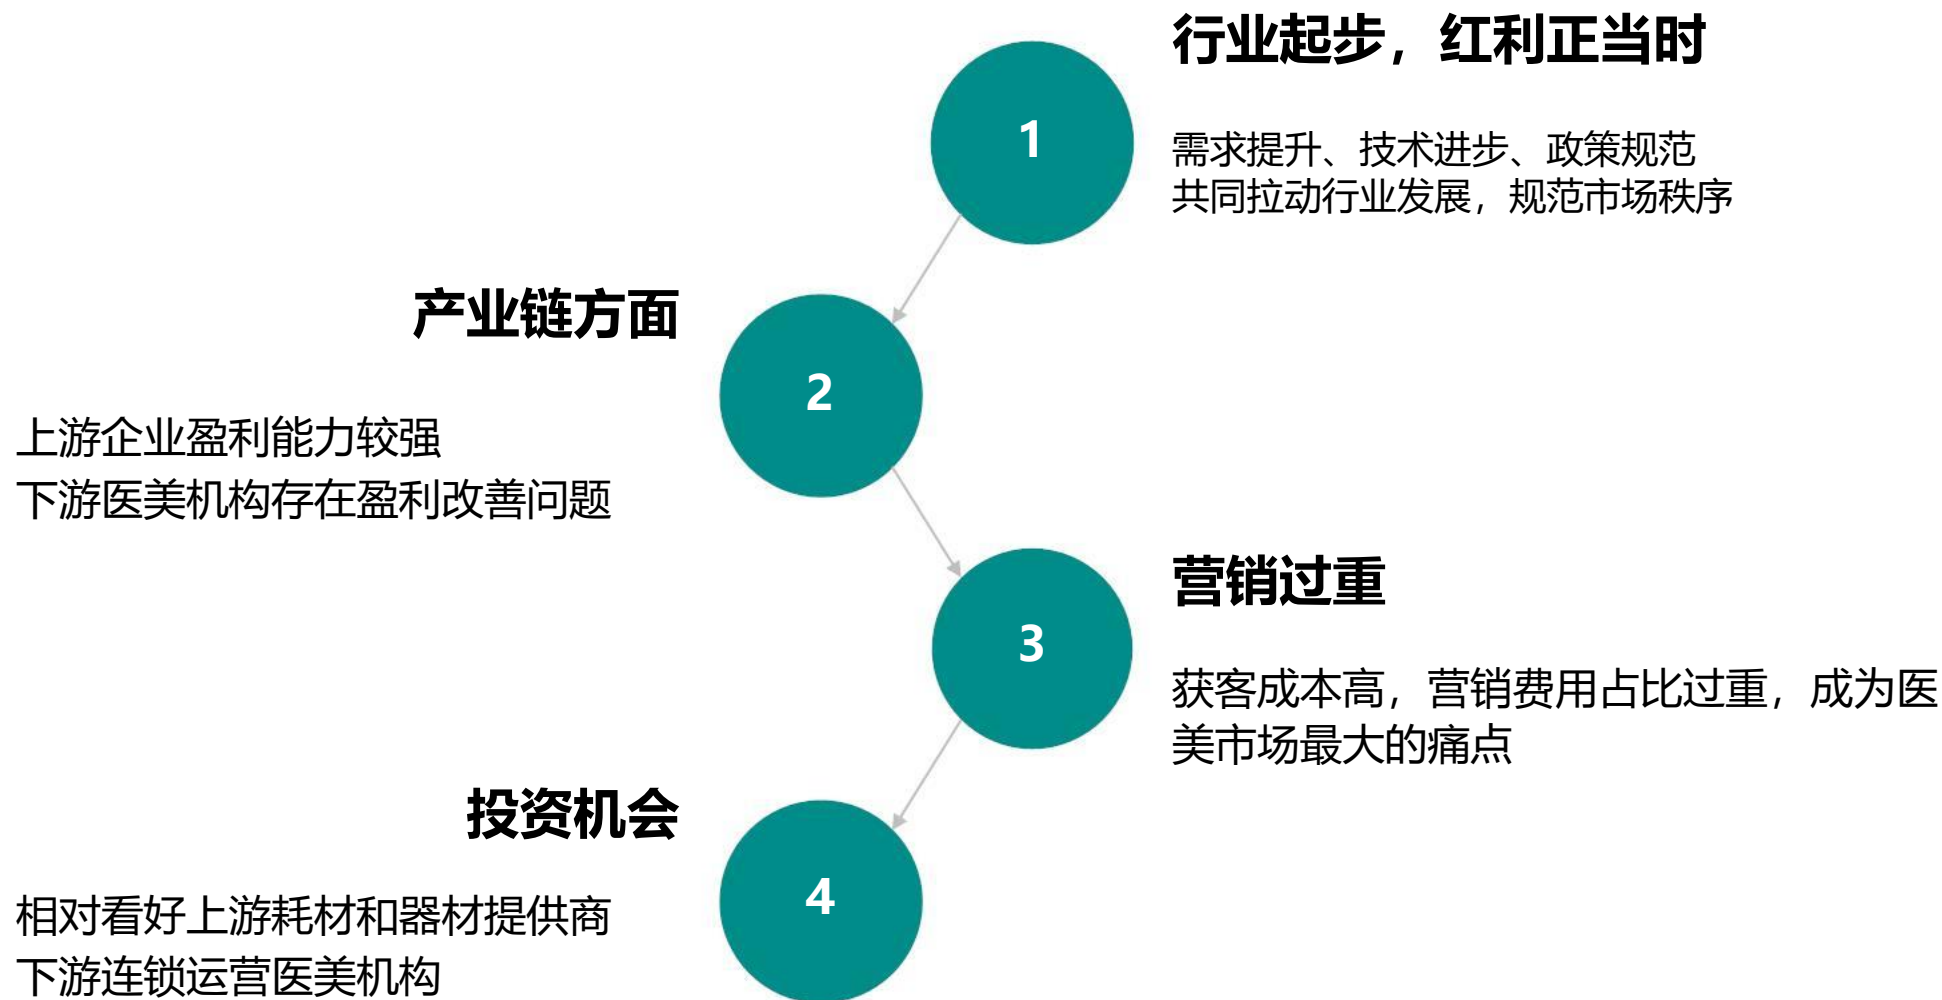 行业起步，红利正当时
1
需求提升、技术进步、政策规范
共同拉动行业发展，规范市场秩序
产业链方面
2
上游企业盈利能力较强
下游医美机构存在盈利改善问题
营销过重
3
获客成本高，营销费用占比过重，成为医
美市场最大的痛点
投资机会
4
相对看好上游耗材和器材提供商
下游连锁运营医美机构